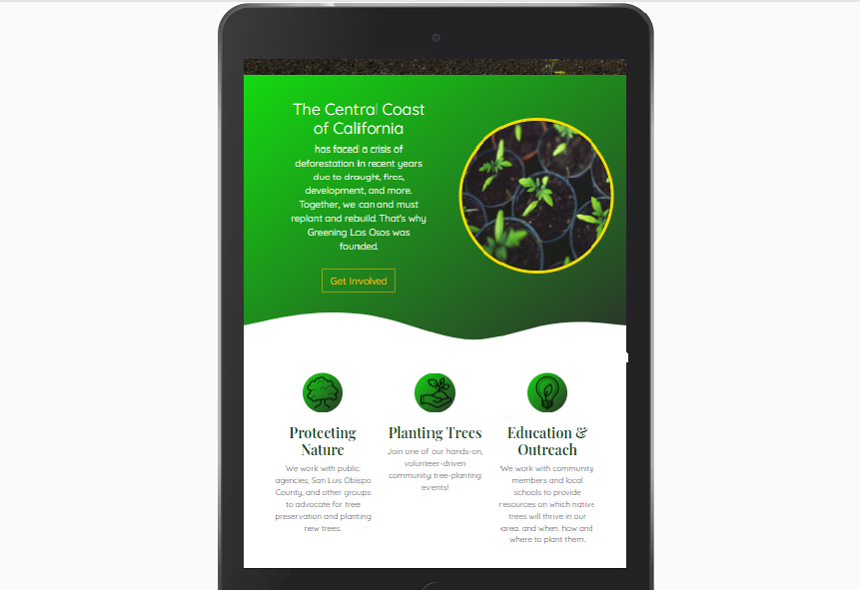 The Central Coast
of California
has faced a crisis of
deforestation in recent years
due to drought, fires,
development, and more.
Together, we can and must
replant and rebuild. That's why
Greening Los Osos was
founded.
Get Involved
Protecting
Nature
We work with public
agencies, San Luis Obispo
County, and other groups
to advocate for tree
preservation and planting
new trees.
Planting Trees
Join one of our hands-on,
volunteer-driven
community tree-planting
events!
Education &
Outreach
We work with community
members and local
schools to provide
resources on which native
trees will thrive in our
area, and when, how and
where to plant them.